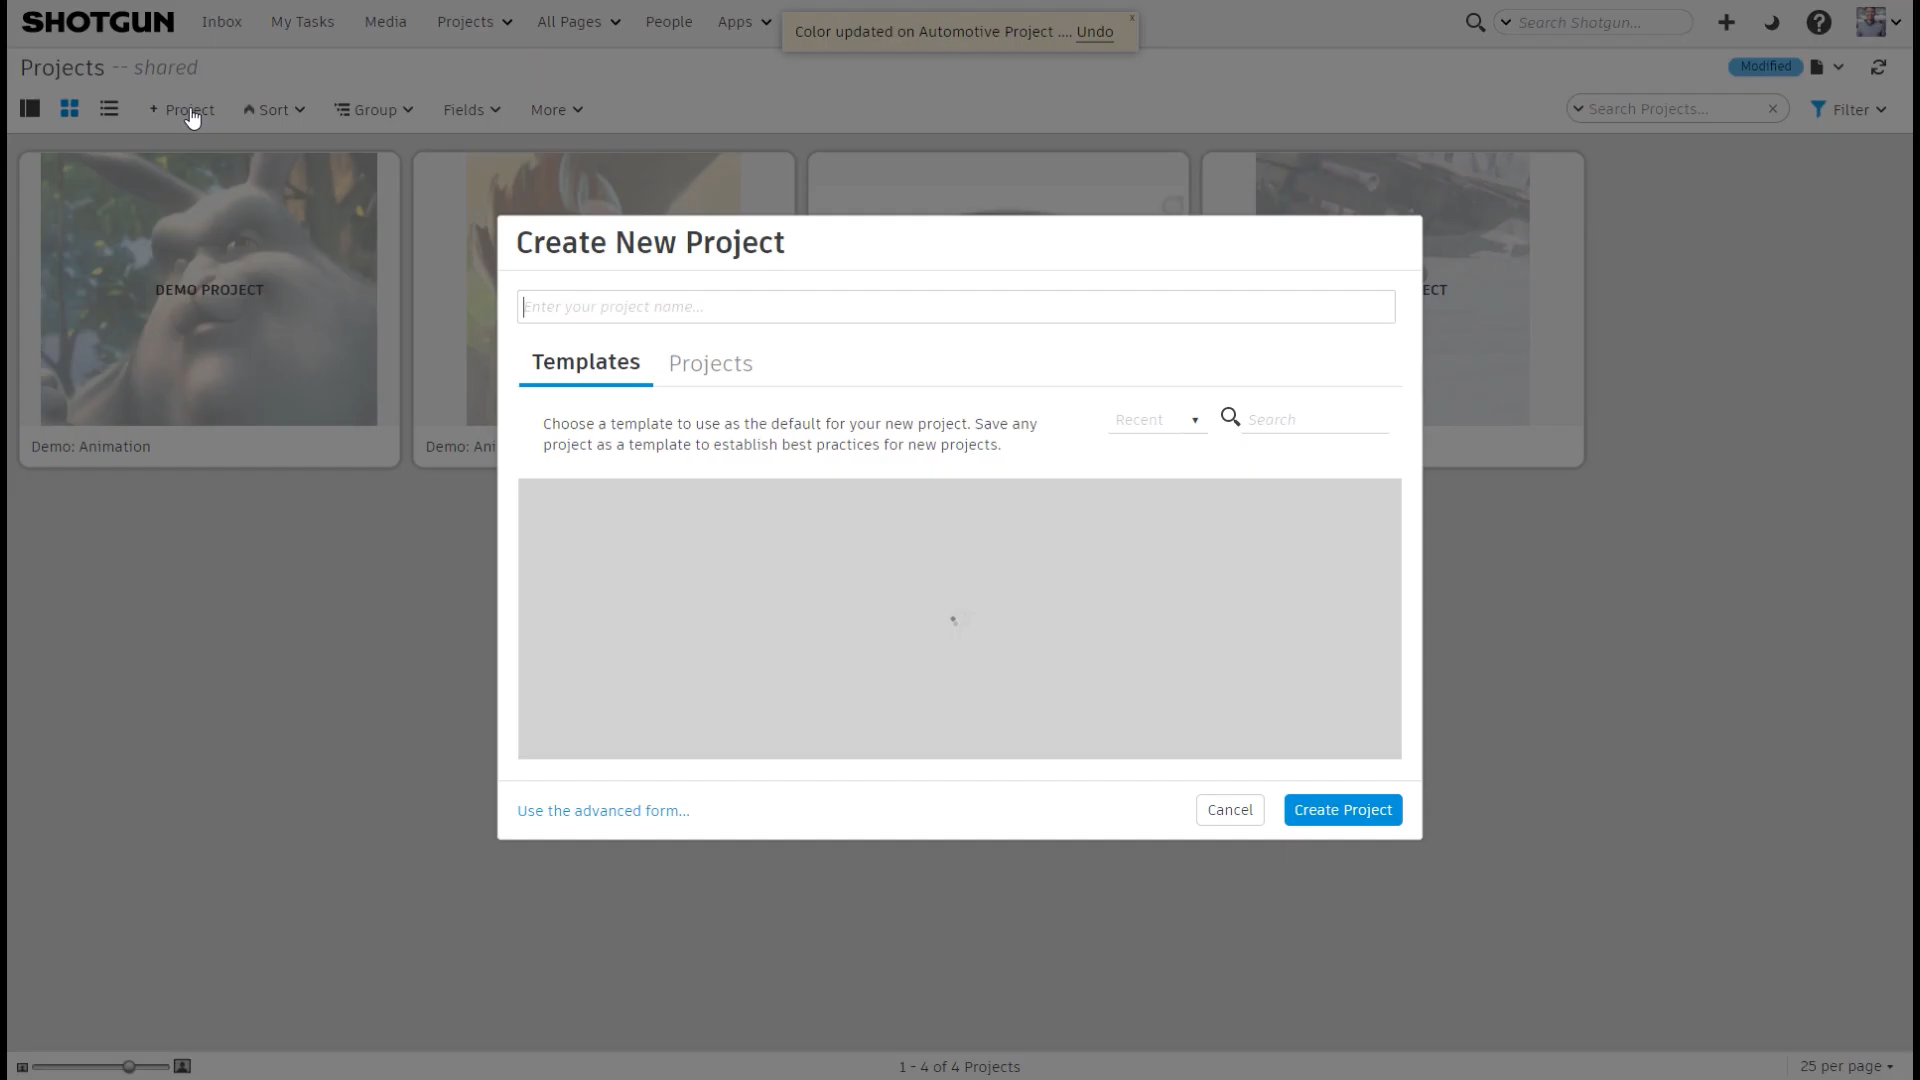 SHOTGUN Inbox My Tasks Media Projects All Pages People Apps
Color updated on Automotive Project .... Undo
x
Search Shotgun...
Projects -- shared
Modified
+ Project Sort Group Fields More
Search Projects...
Filter
DEMO PROJECT
ECT
Demo: Animation
Demo: Ani
Create New Project
Enter your project name...
Templates Projects
Choose a template to use as the default for your new project. Save any
project as a template to establish best practices for new projects.
Recent
Search
Use the advanced form...
Cancel
Create Project
1 - 4 of 4 Projects
25 per page